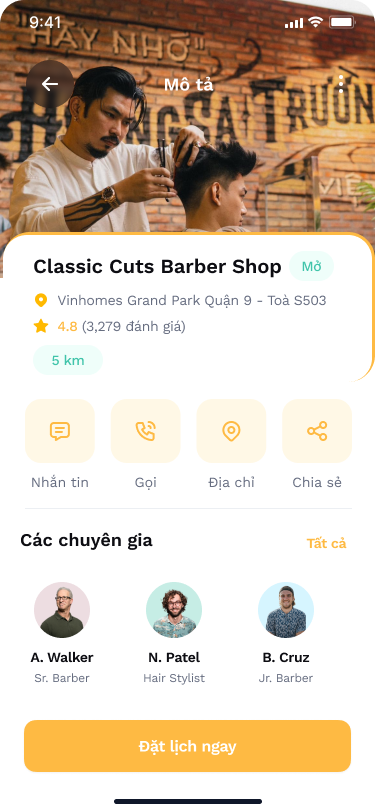 "HÃY NHỚ"
9:41
Mô tả
Classic Cuts Barber Shop
Mở
Vinhomes Grand Park Quận 9 - Toà S503
4.8 (3,279 đánh giá)
5 km
Nhắn tin
Gọi
Địa chỉ
Chia sẻ
Các chuyên gia
Tất cả
A. Walker
N. Patel
B. Cruz
Sr. Barber
Hair Stylist
Jr. Barber
Đặt lịch ngay